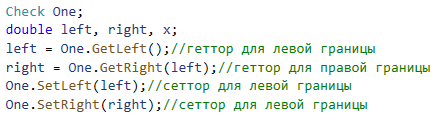 Check One;
double left, right, x;
left = One.GetLeft();//геттор для левой границы
right = One.GetRight(left);//геттор для правой границы
One.SetLeft(left);//сеттор для левой границы
One.SetRight(right);//сеттор для левой границы